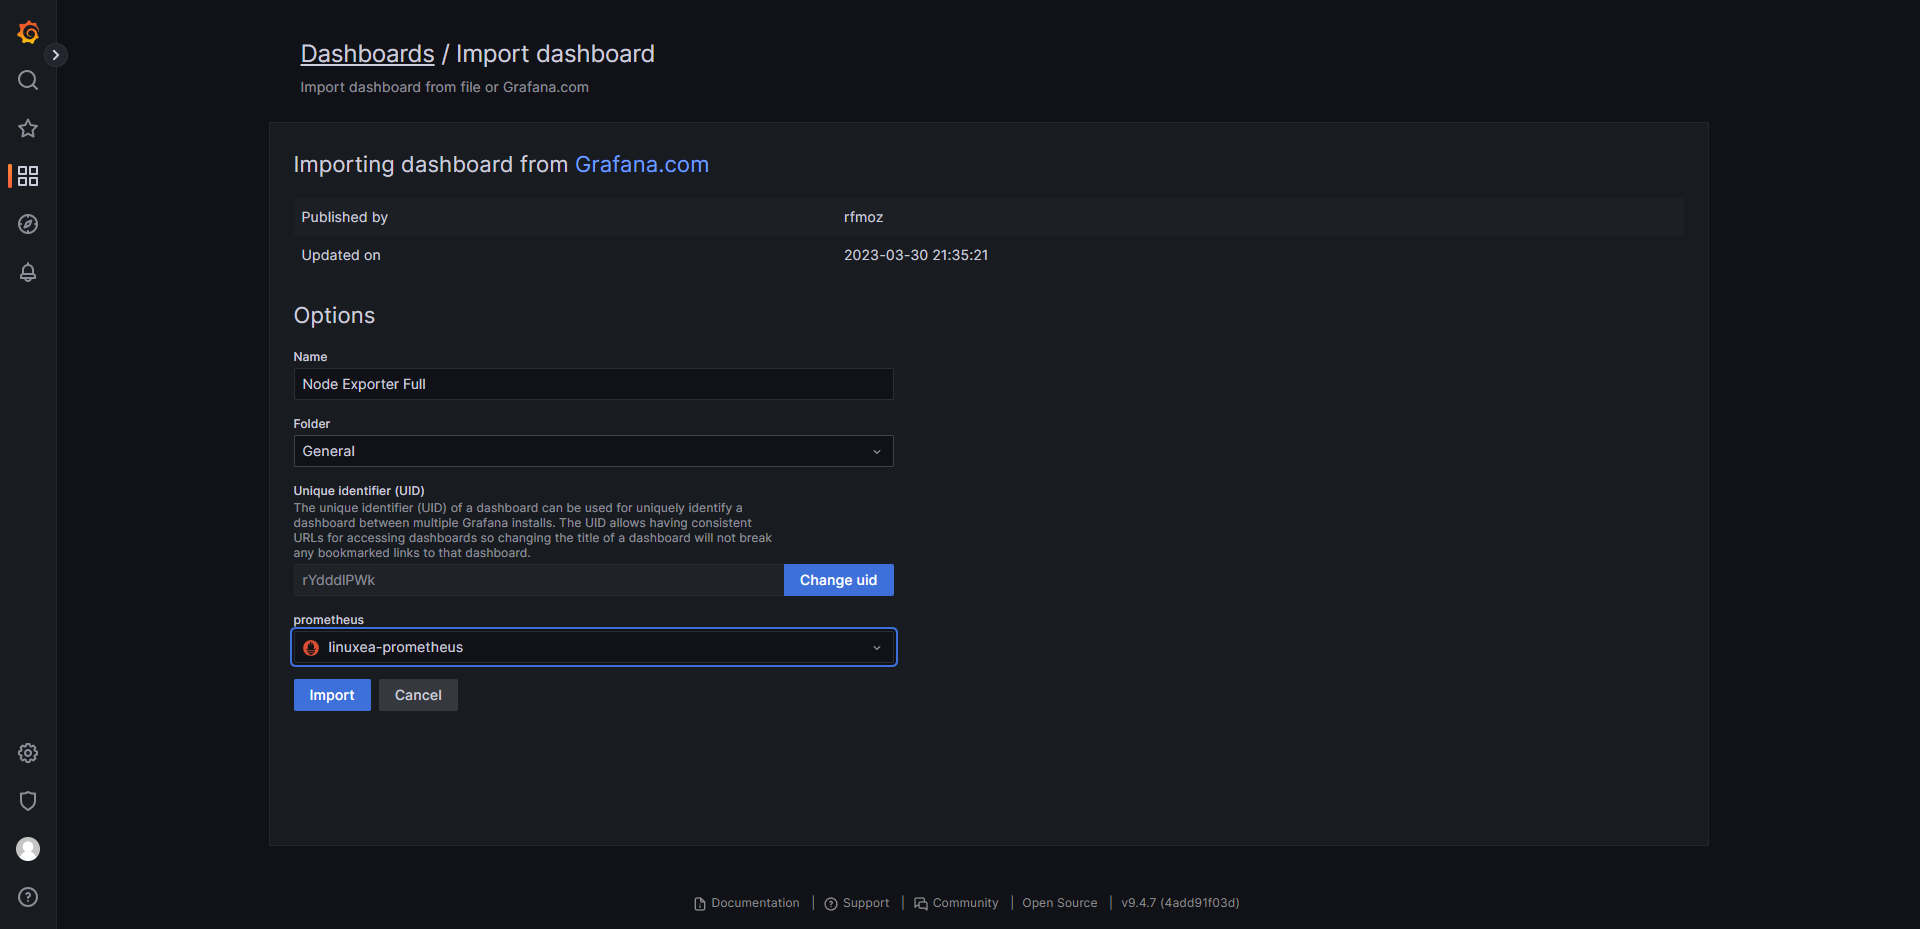 Dashboards / Import dashboard
Import dashboard from file or Grafana.com
Importing dashboard from Grafana.com
Published by rfmoz
Updated on 2023-03-30 21:35:21
Options
Name
Node Exporter Full
Folder
General
Unique identifier (UID)
The unique identifier (UID) of a dashboard can be used for uniquely identify a
dashboard between multiple Grafana installs. The UID allows having consistent
URLs for accessing dashboards so changing the title of a dashboard will not break
any bookmarked links to that dashboard.
rYdddlPWk Change uid
prometheus
linuxea-prometheus
Import Cancel
Documentation | Support | Community | Open Source | v9.4.7 (4add91f03d)